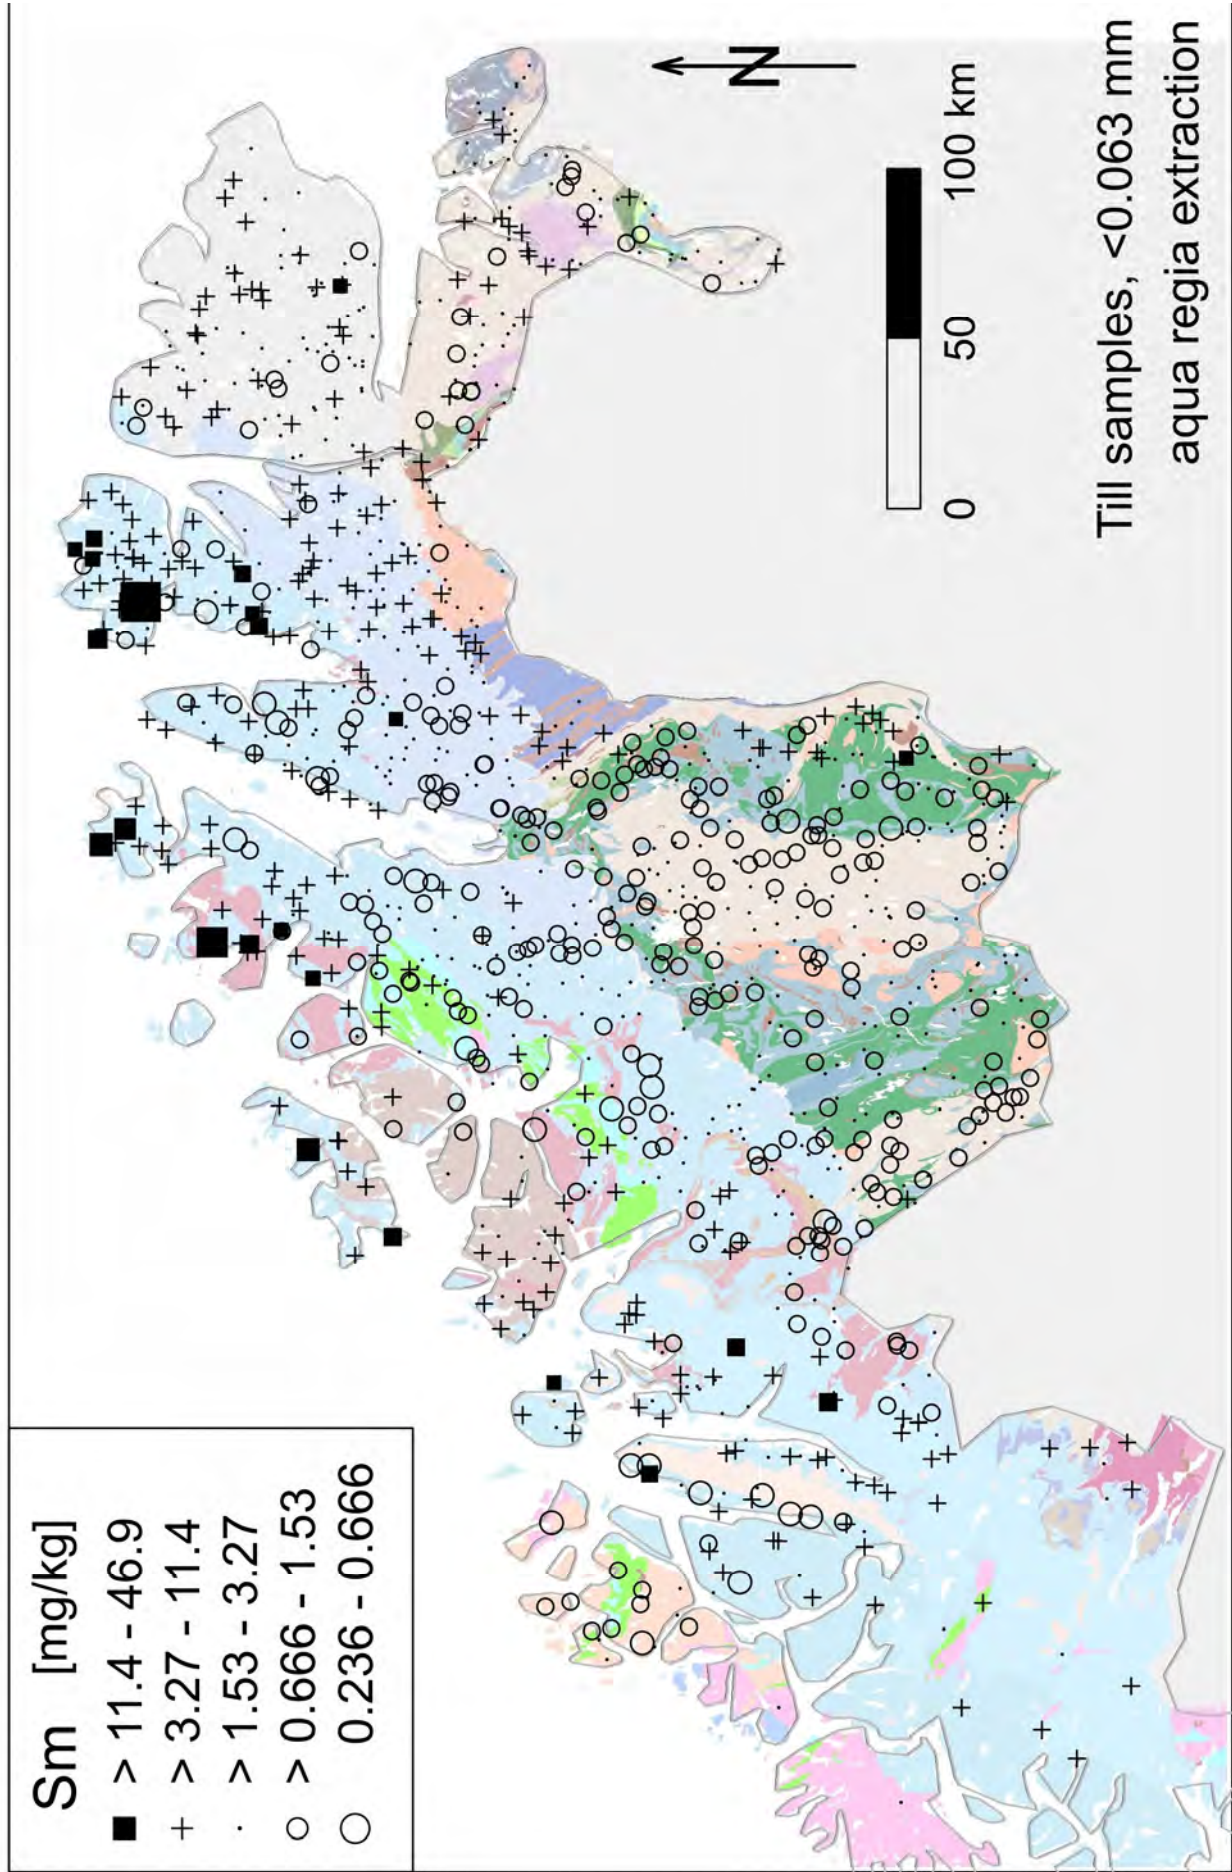 Sm [mg/kg]
> 11.4 - 46.9
> 3.27 - 11.4
> 1.53 - 3.27
> 0.666 - 1.53
0.236 - 0.666
N
0 50 100 km
Till samples, <0.063 mm
aqua regia extraction